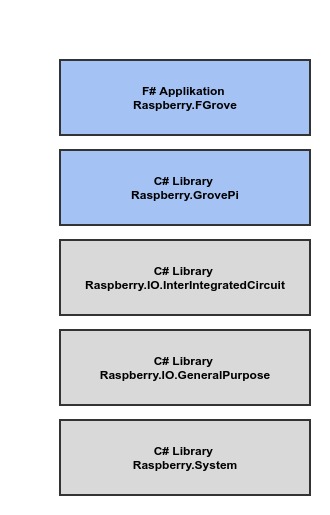 F# Applikation
Raspberry.FGrove
C# Library
Raspberry.GrovePi
C# Library
Raspberry.IO.InterIntegratedCircuit
C# Library
Raspberry.IO.GeneralPurpose
C# Library
Raspberry.System